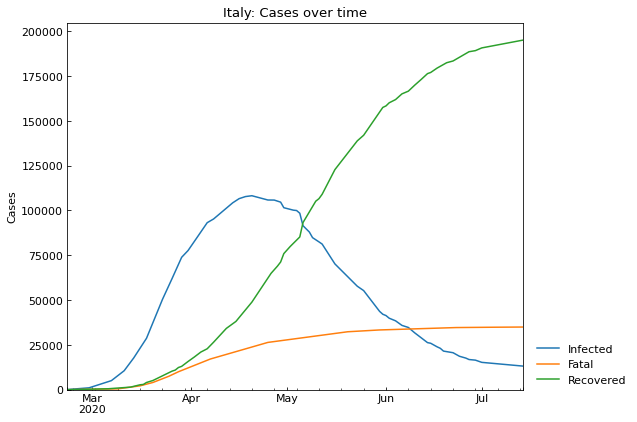 Italy: Cases over time
Cases
200000
175000
150000
125000
100000
75000
50000
25000
0
Mar
2020
Apr
May
Jun
Jul
Infected
Fatal
Recovered